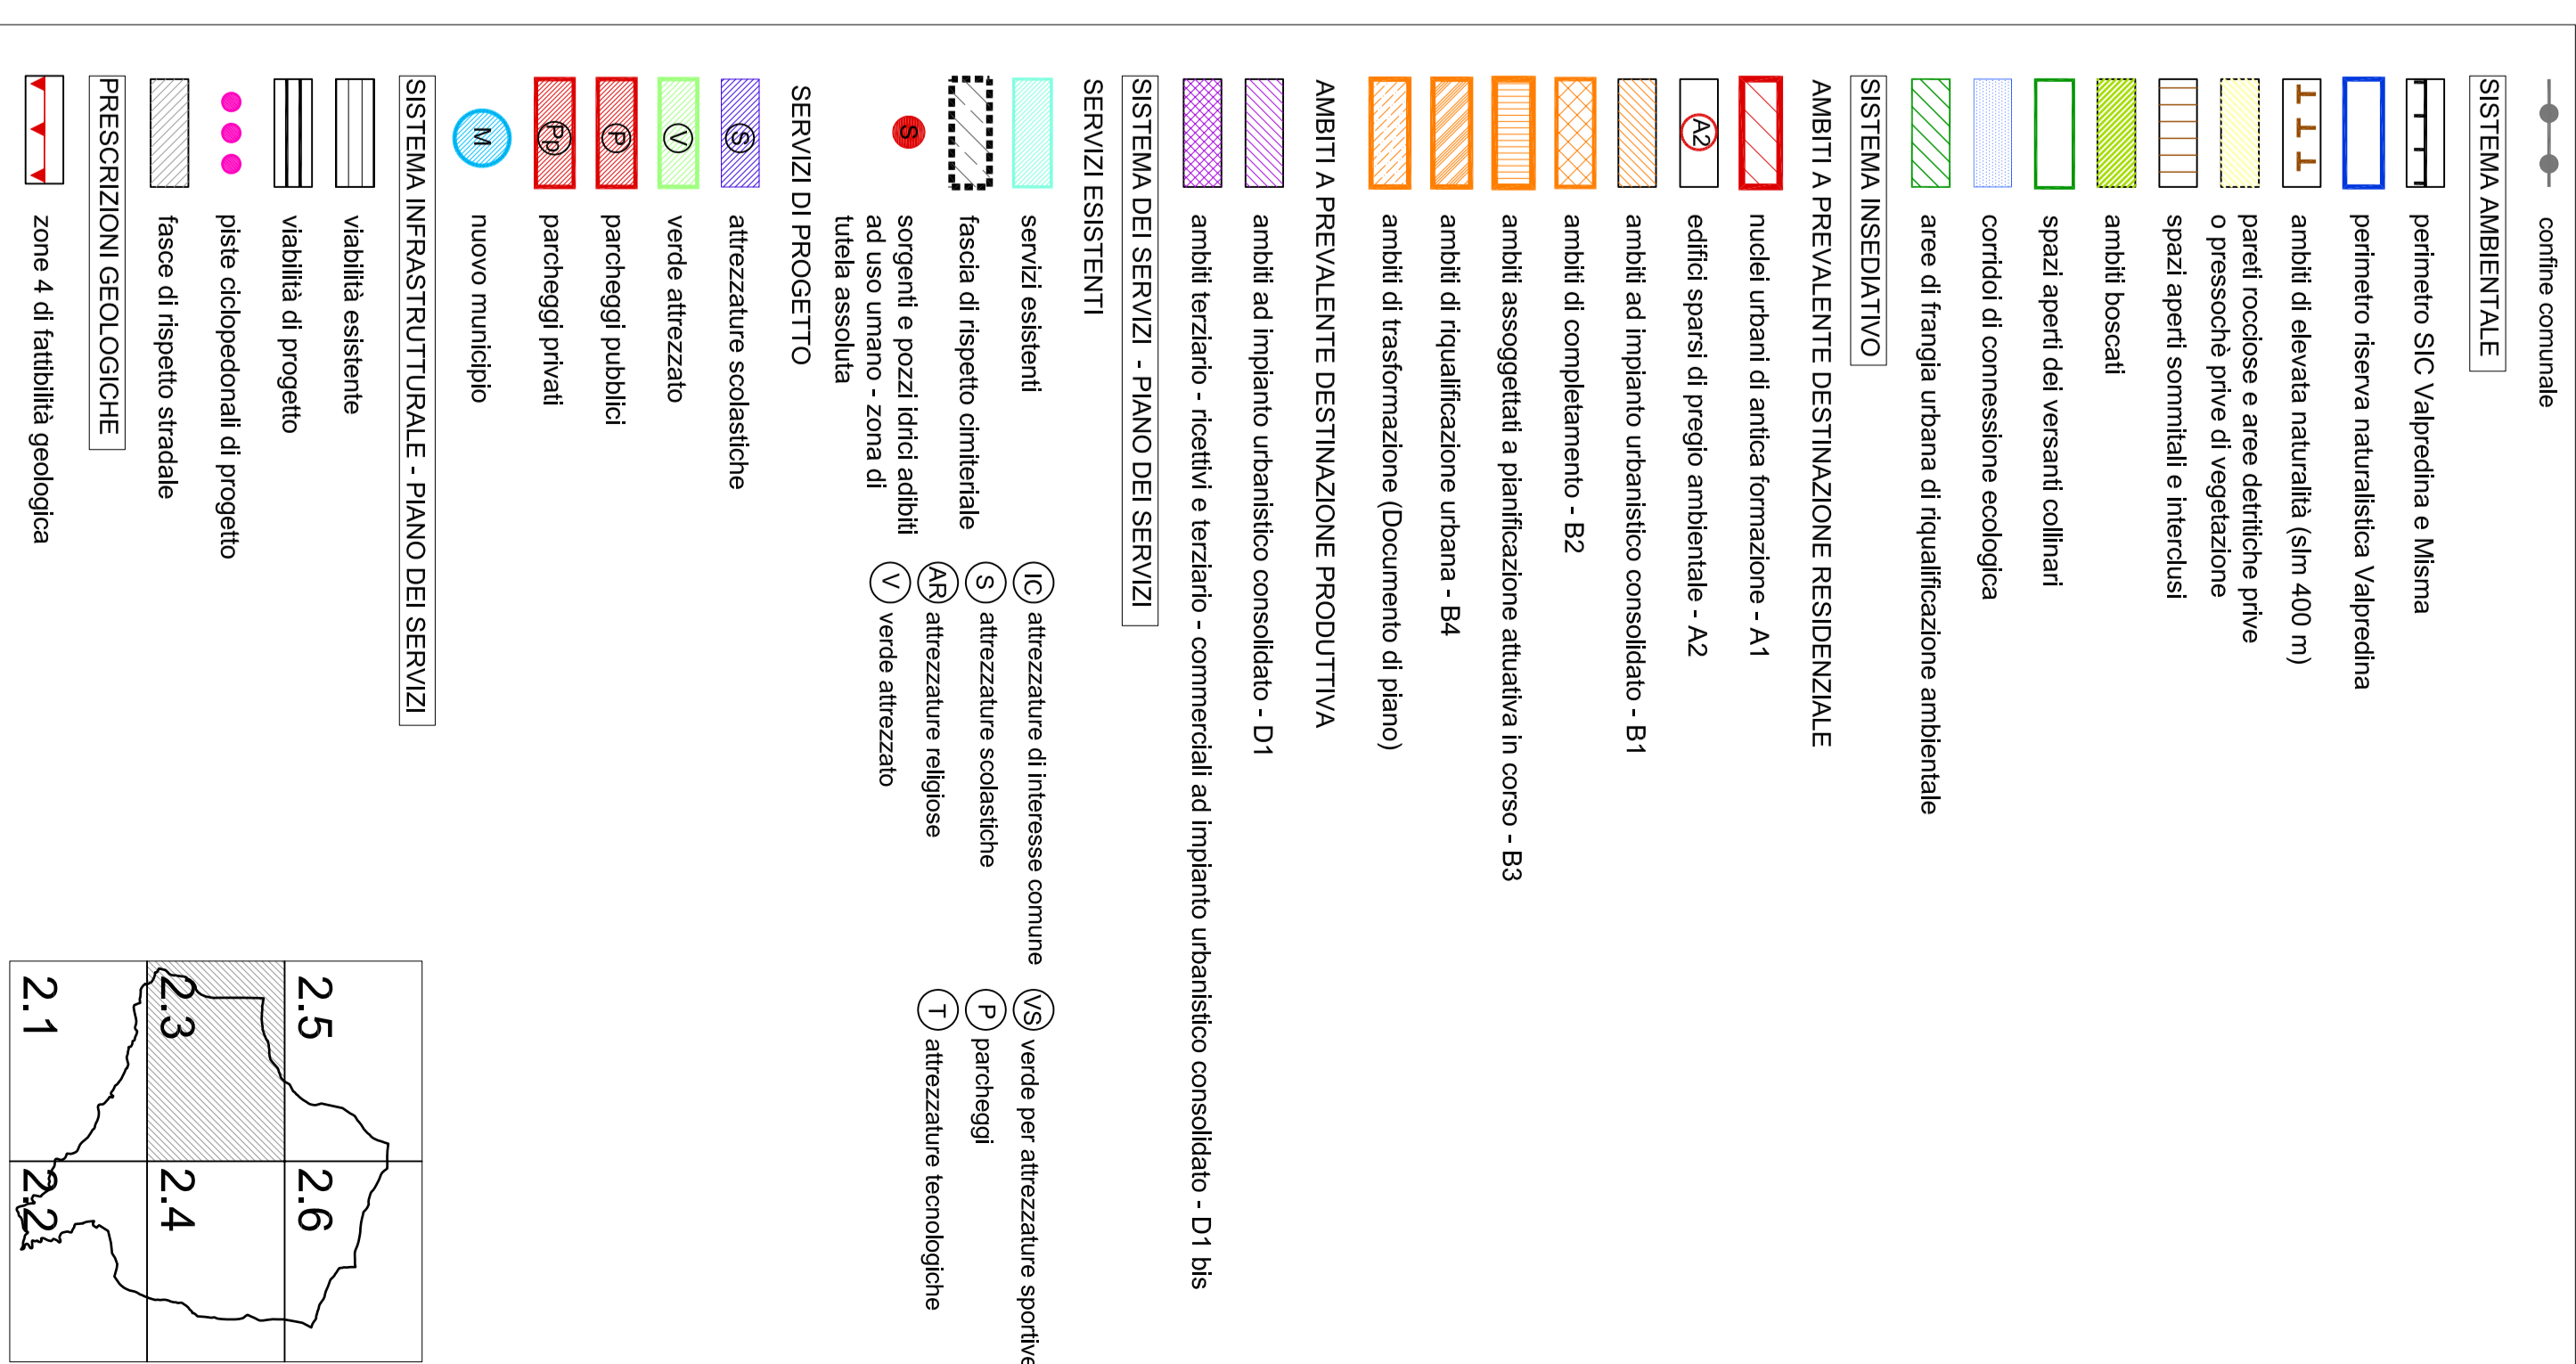 confine comunale
SISTEMA AMBIENTALE
perimetro SIC Valpredina e Misma
perimetro riserva naturalistica Valpredina
ambiti di elevata naturalità (slm 400 m)
pareti rocciose e aree detritiche prive
o pressochè prive di vegetazione
spazi aperti sommitali e interclusi
ambiti boscati
spazi aperti dei versanti collinari
corridoi di connessione ecologica
aree di frangia urbana di riqualificazione ambientale
SISTEMA INSEDIATIVO
AMBITI A PREVALENTE DESTINAZIONE RESIDENZIALE
nuclei urbani di antica formazione - A1
A2 edifici sparsi di pregio ambientale - A2
ambiti ad impianto urbanistico consolidato - B1
ambiti di completamento - B2
ambiti assoggettati a pianificazione attuativa in corso - B3
ambiti di riqualificazione urbana - B4
ambiti di trasformazione (Documento di piano)
AMBITI A PREVALENTE DESTINAZIONE PRODUTTIVA
ambiti ad impianto urbanistico consolidato - D1
ambiti terziario - ricettivi e terziario - commerciali ad impianto urbanistico consolidato - D1 bis
SISTEMA DEI SERVIZI - PIANO DEI SERVIZI
SERVIZI ESISTENTI
servizi esistenti
IC attrezzature di interesse comune
VS verde per attrezzature sportive
fascia di rispetto cimiteriale
S attrezzature scolastiche
P parcheggi
S sorgenti e pozzi idrici adibiti
ad uso umano - zona di
tutela assoluta
AR attrezzature religiose
T attrezzature tecnologiche
V verde attrezzato
SERVIZI DI PROGETTO
S attrezzature scolastiche
V verde attrezzato
P parcheggi pubblici
Pp parcheggi privati
M nuovo municipio
SISTEMA INFRASTRUTTURALE - PIANO DEI SERVIZI
viabilità esistente
viabilità di progetto
piste ciclopedonali di progetto
fasce di rispetto stradale
PRESCRIZIONI GEOLOGICHE
zone 4 di fattibilità geologica
2.5 2.6
2.3 2.4
2.1 2.2